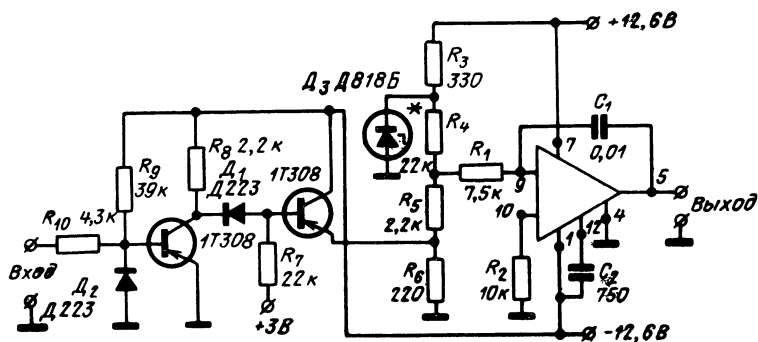 +12,6В
R3
330
Д3 Д818Б
*
R4
22к
C1
0,01
R8 2,2к
Д1
Д223
R9
39к
1Т308
R1
7,5к
7
9
5
10
12
4
1
Выход
R10 4,3к
1Т308
R5
2,2к
Вход
Д2
Д223
R7
22к
+3В
R6
220
R2
10к
C2
750
-12,6В